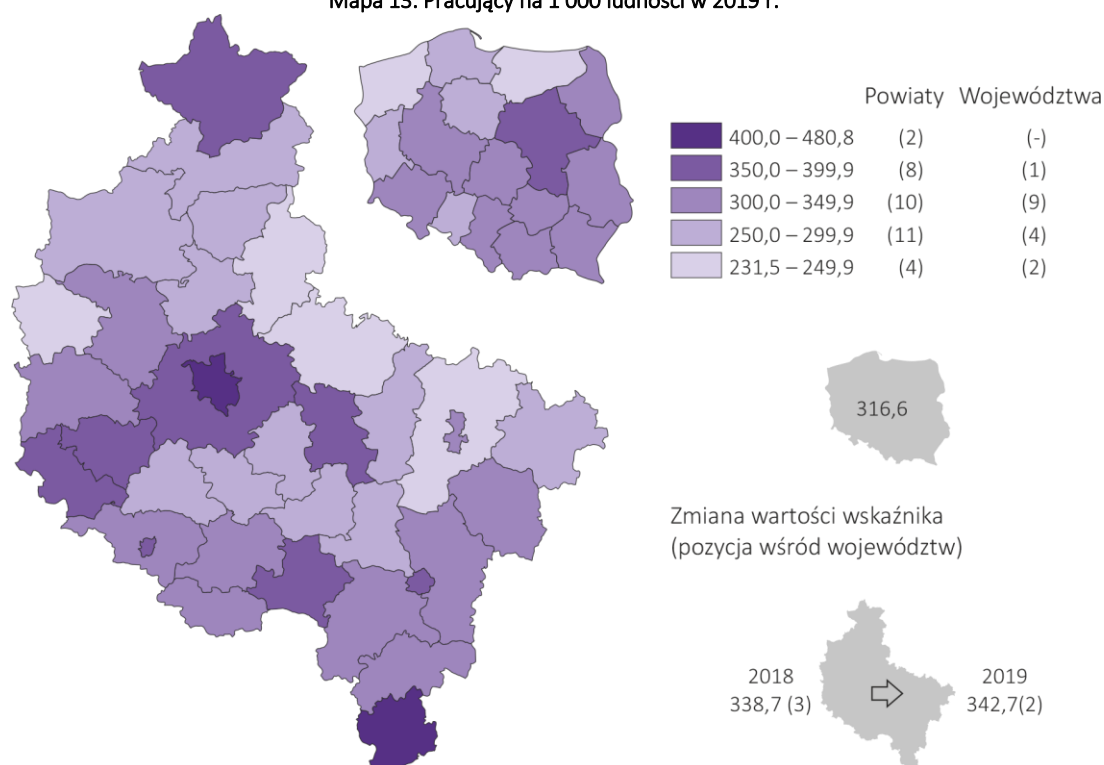 Mapa 13. Pracujący na 1 000 ludności w 2019 r.
Powiaty Województwa
400,0 – 480,8 (2) (-)
350,0 – 399,9 (8) (1)
300,0 – 349,9 (10) (9)
250,0 – 299,9 (11) (4)
231,5 – 249,9 (4) (2)
316,6
Zmiana wartości wskaźnika
(pozycja wśród województw)
2018 2019
338,7 (3) 342,7(2)